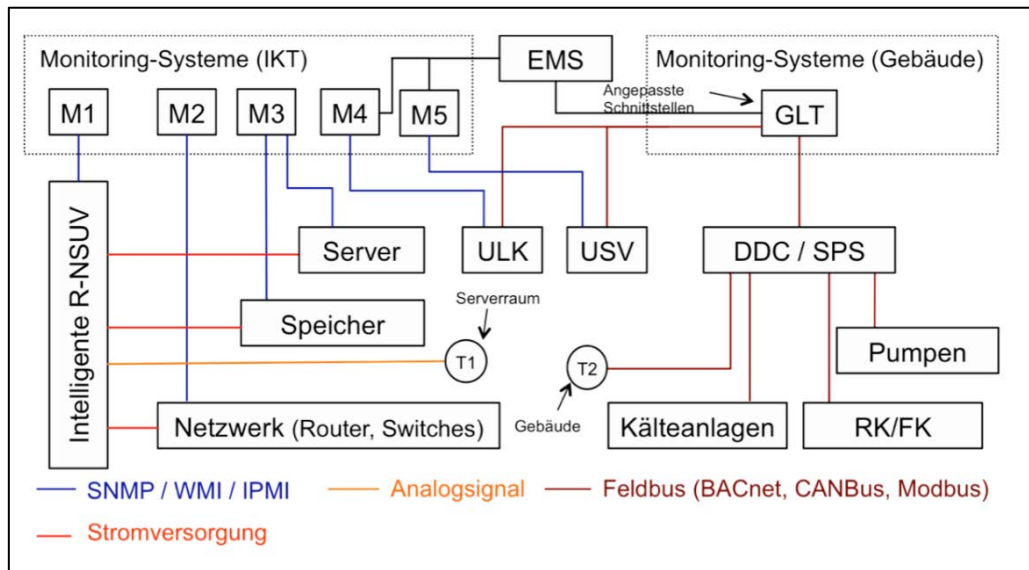 Monitoring-Systeme (IKT)
EMS
Monitoring-Systeme (Gebäude)
Angepasste
Schnittstellen
M1
M2
M3
M4
M5
GLT
Intelligente R-NSUV
Server
ULK
USV
DDC / SPS
Serverraum
Speicher
T1
T2
Pumpen
Gebäude
Netzwerk (Router, Switches)
Kälteanlagen
RK/FK
SNMP / WMI / IPMI
Analogsignal
Feldbus (BACnet, CANBus, Modbus)
Stromversorgung